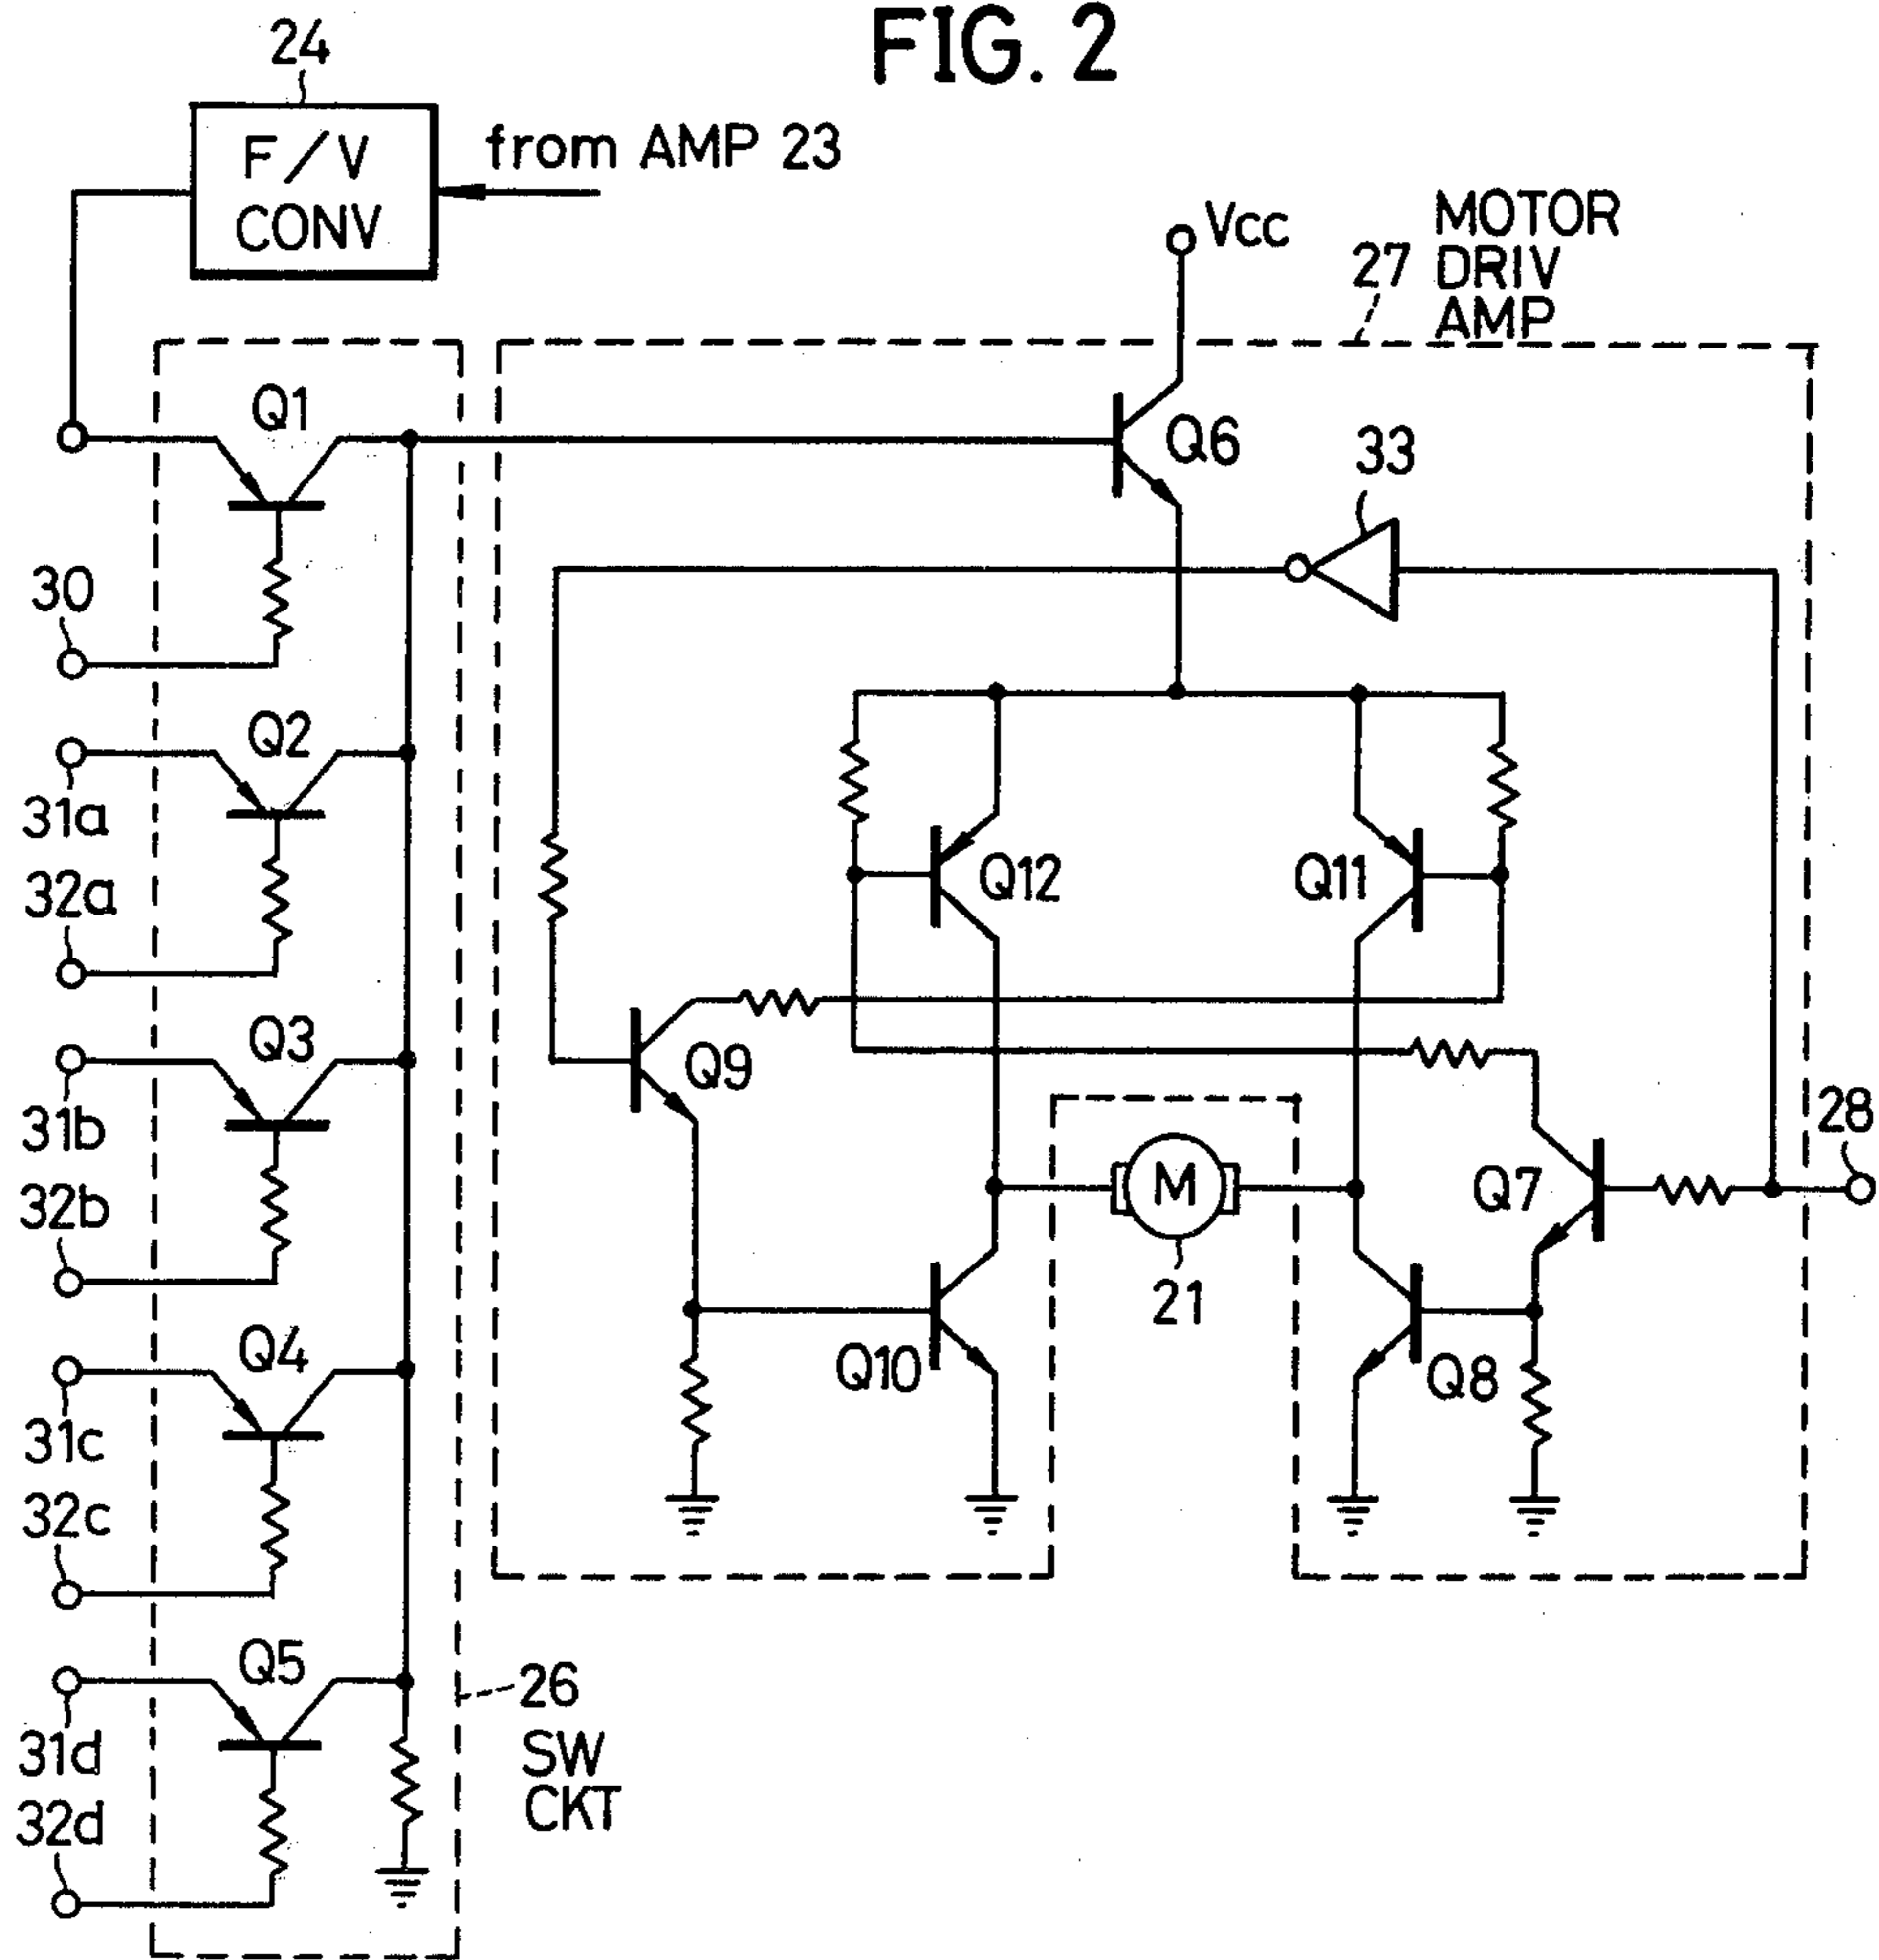 FIG. 2
24
F/V
CONV
from AMP 23
Vcc
27
MOTOR
DRIV
AMP
Q1
Q6
33
30
Q2
31a
32a
Q12
Q11
Q3
Q9
31b
32b
28
M
Q7
21
Q4
Q10
Q8
31c
32c
Q5
26
SW
CKT
31d
32d